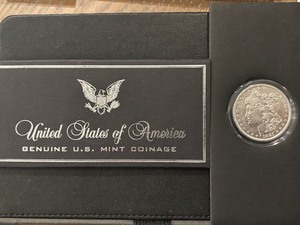 United States of America
GENUINE U.S. MINT COINAGE